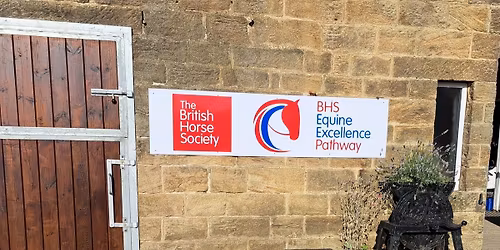 The
British
Horse
Society
BHS
Equine
Excellence
Pathway